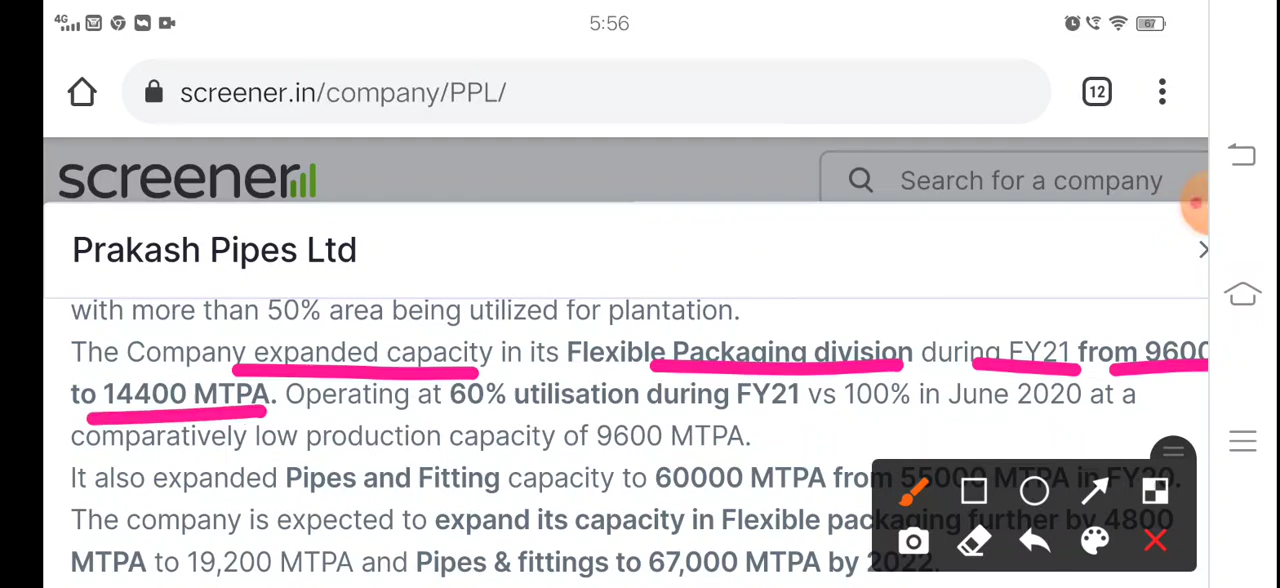 4G 5:56 67
screener.in/company/PPL/ 12
screener Search for a company
Prakash Pipes Ltd
with more than 50% area being utilized for plantation.
The Company expanded capacity in its Flexible Packaging division during FY21 from 9600
to 14400 MTPA. Operating at 60% utilisation during FY21 vs 100% in June 2020 at a
comparatively low production capacity of 9600 MTPA.
It also expanded Pipes and Fitting capacity to 60000 MTPA from 55000 MTPA in FY20.
The company is expected to expand its capacity in Flexible packaging further by 4800
MTPA to 19,200 MTPA and Pipes & fittings to 67,000 MTPA by 2022.